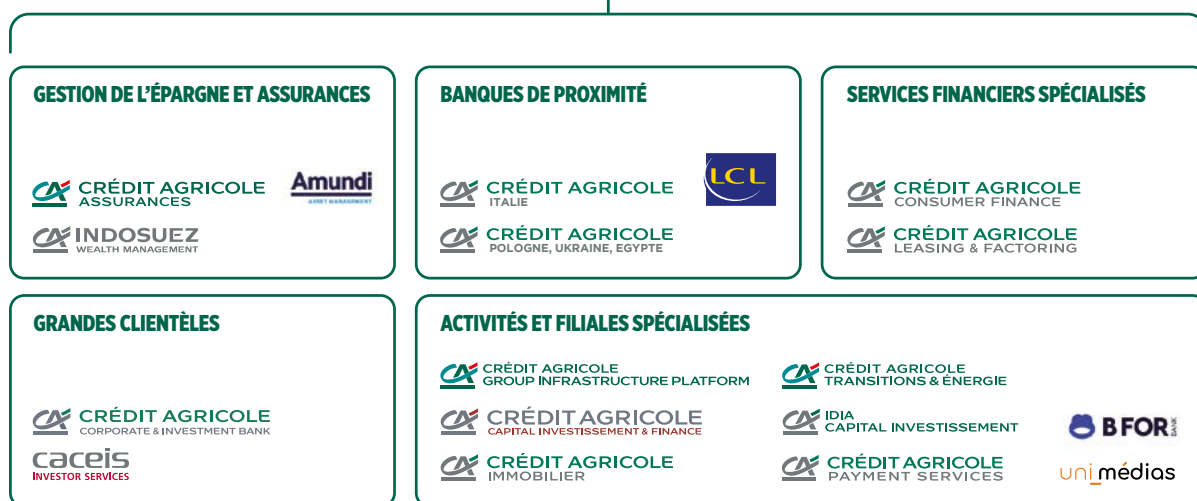 GESTION DE L'ÉPARGNE ET ASSURANCES
CRÉDIT AGRICOLE
ASSURANCES
Amundi
ASSET MANAGEMENT
INDOSUEZ
WEALTH MANAGEMENT
BANQUES DE PROXIMITÉ
CRÉDIT AGRICOLE
ITALIE
LCL
CRÉDIT AGRICOLE
POLOGNE, UKRAINE, EGYPTE
SERVICES FINANCIERS SPÉCIALISÉS
CRÉDIT AGRICOLE
CONSUMER FINANCE
CRÉDIT AGRICOLE
LEASING & FACTORING
GRANDES CLIENTÈLES
CRÉDIT AGRICOLE
CORPORATE & INVESTMENT BANK
caceis
INVESTOR SERVICES
ACTIVITÉS ET FILIALES SPÉCIALISÉES
CRÉDIT AGRICOLE
GROUP INFRASTRUCTURE PLATFORM
CRÉDIT AGRICOLE
TRANSITIONS & ÉNERGIE
CRÉDIT AGRICOLE
CAPITAL INVESTISSEMENT & FINANCE
IDIA
CAPITAL INVESTISSEMENT
BFOR BANK
CRÉDIT AGRICOLE
IMMOBILIER
CRÉDIT AGRICOLE
PAYMENT SERVICES
uni_médias